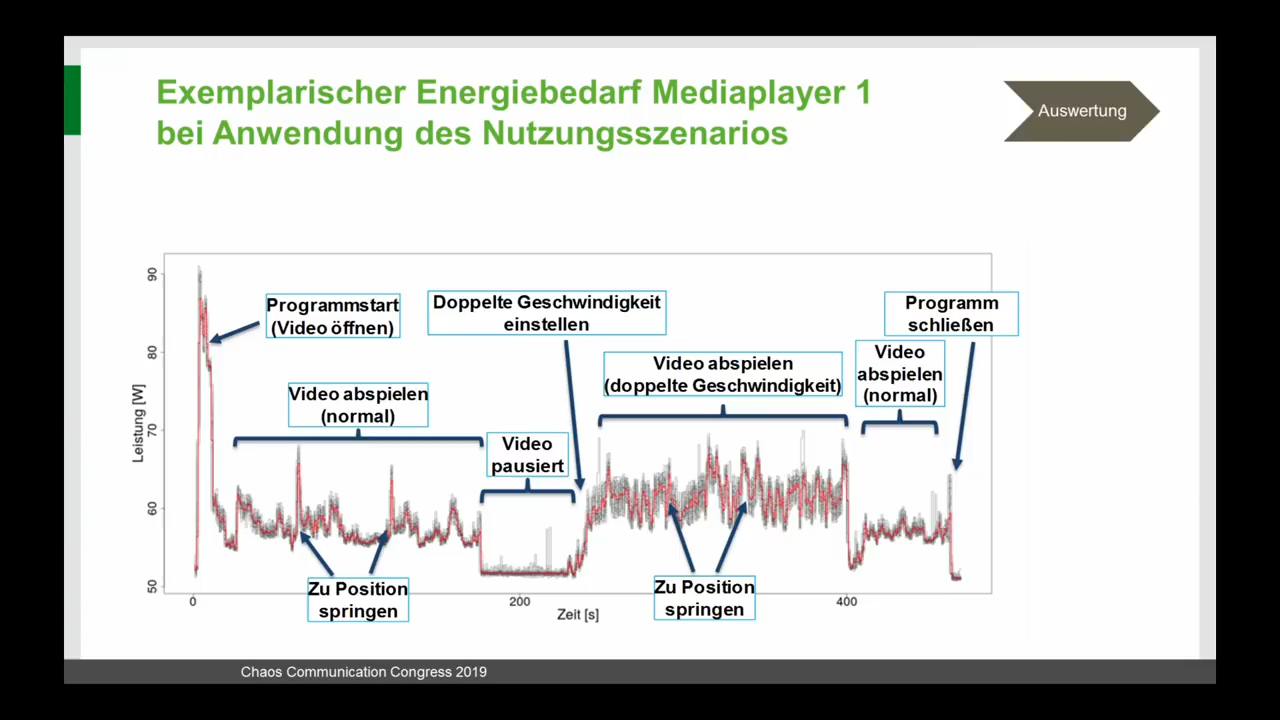 Exemplarischer Energiebedarf Mediaplayer 1
bei Anwendung des Nutzungsszenarios
Auswertung
Leistung [W]
90
80
70
60
50
Programmstart
(Video öffnen)
Doppelte Geschwindigkeit
einstellen
Programm
schließen
Video abspielen
(doppelte Geschwindigkeit)
Video
abspielen
(normal)
Video abspielen
(normal)
Video
pausiert
Zu Position
springen
Zu Position
springen
0
200
400
Zeit [s]
Chaos Communication Congress 2019